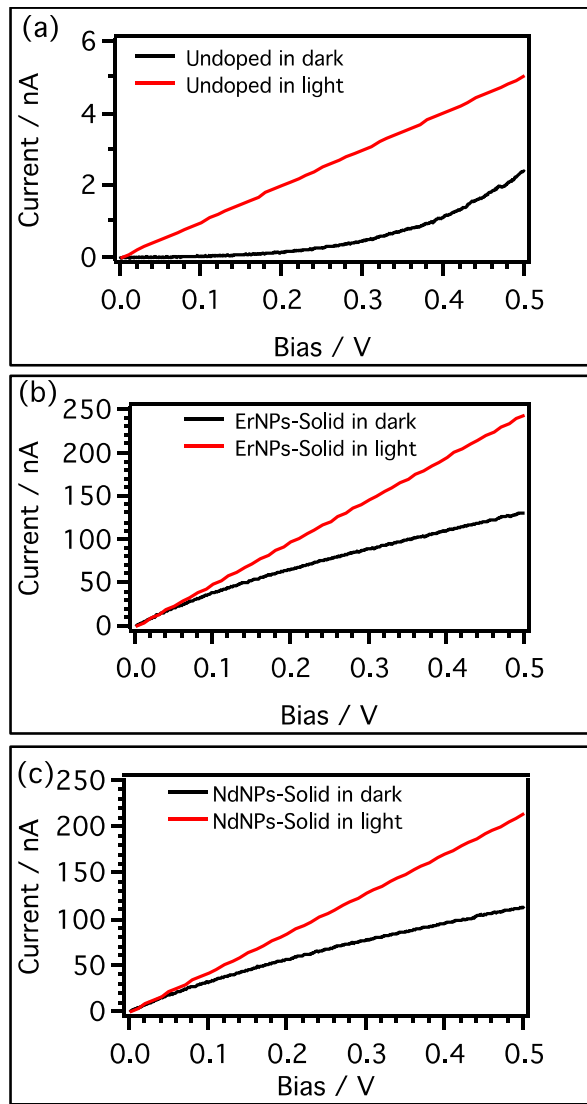 (a)
6
4
2
0
Current / nA
Undoped in dark
Undoped in light
0.0 0.1 0.2 0.3 0.4 0.5
Bias / V
(b)
250
200
150
100
50
0
Current / nA
ErNPs-Solid in dark
ErNPs-Solid in light
0.0 0.1 0.2 0.3 0.4 0.5
Bias / V
(c)
250
200
150
100
50
0
Current / nA
NdNPs-Solid in dark
NdNPs-Solid in light
0.0 0.1 0.2 0.3 0.4 0.5
Bias / V